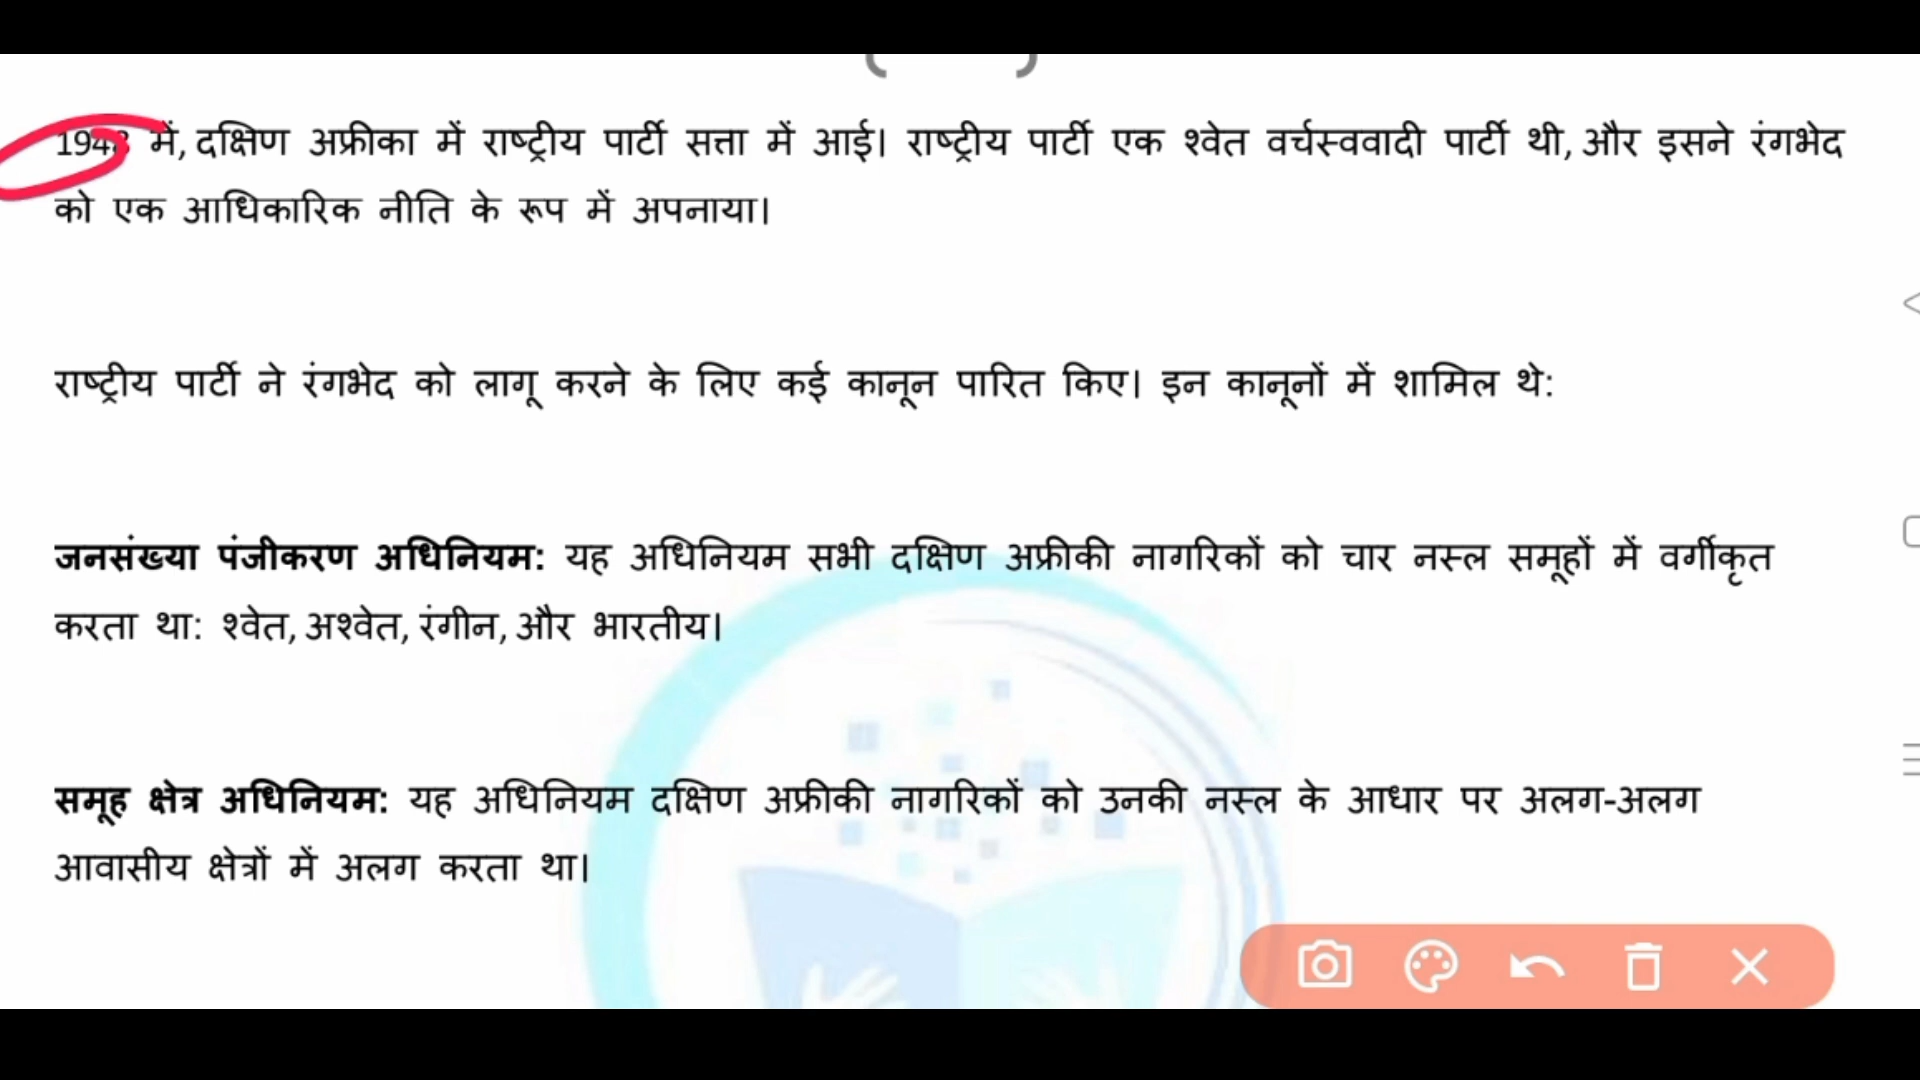 1948 में, दक्षिण अफ्रीका में राष्ट्रीय पार्टी सत्ता में आई। राष्ट्रीय पार्टी एक श्वेत वर्चस्ववादी पार्टी थी, और इसने रंगभेद
को एक आधिकारिक नीति के रूप में अपनाया।
राष्ट्रीय पार्टी ने रंगभेद को लागू करने के लिए कई कानून पारित किए। इन कानूनों में शामिल थे:
जनसंख्या पंजीकरण अधिनियम: यह अधिनियम सभी दक्षिण अफ्रीकी नागरिकों को चार नस्ल समूहों में वर्गीकृत
करता था: श्वेत, अश्वेत, रंगीन, और भारतीय।
समूह क्षेत्र अधिनियम: यह अधिनियम दक्षिण अफ्रीकी नागरिकों को उनकी नस्ल के आधार पर अलग-अलग
आवासीय क्षेत्रों में अलग करता था।